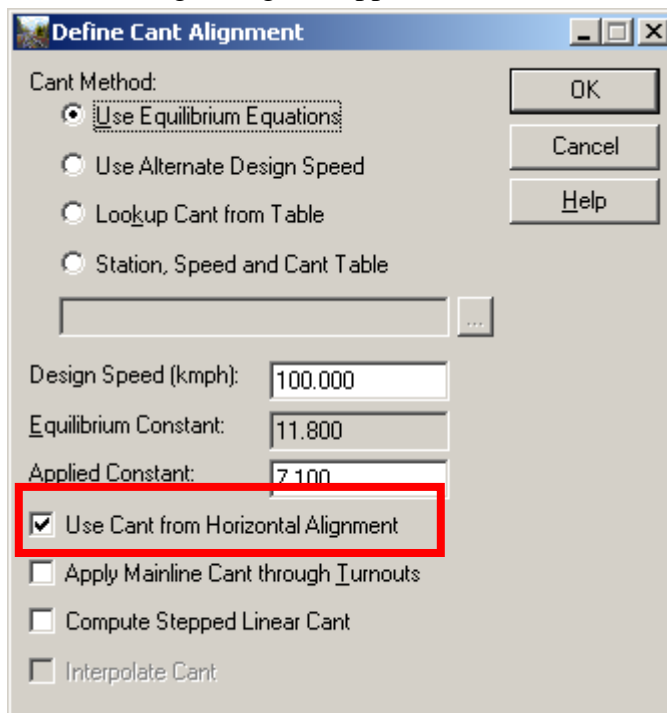 Define Cant Alignment
Cant Method:
OK
Use Equilibrium Equations
Cancel
Use Alternate Design Speed
Help
Lookup Cant from Table
Station, Speed and Cant Table
...
Design Speed (kmph): 100.000
Equilibrium Constant: 11.800
Applied Constant: 7.100
Use Cant from Horizontal Alignment
Apply Mainline Cant through Turnouts
Compute Stepped Linear Cant
Interpolate Cant